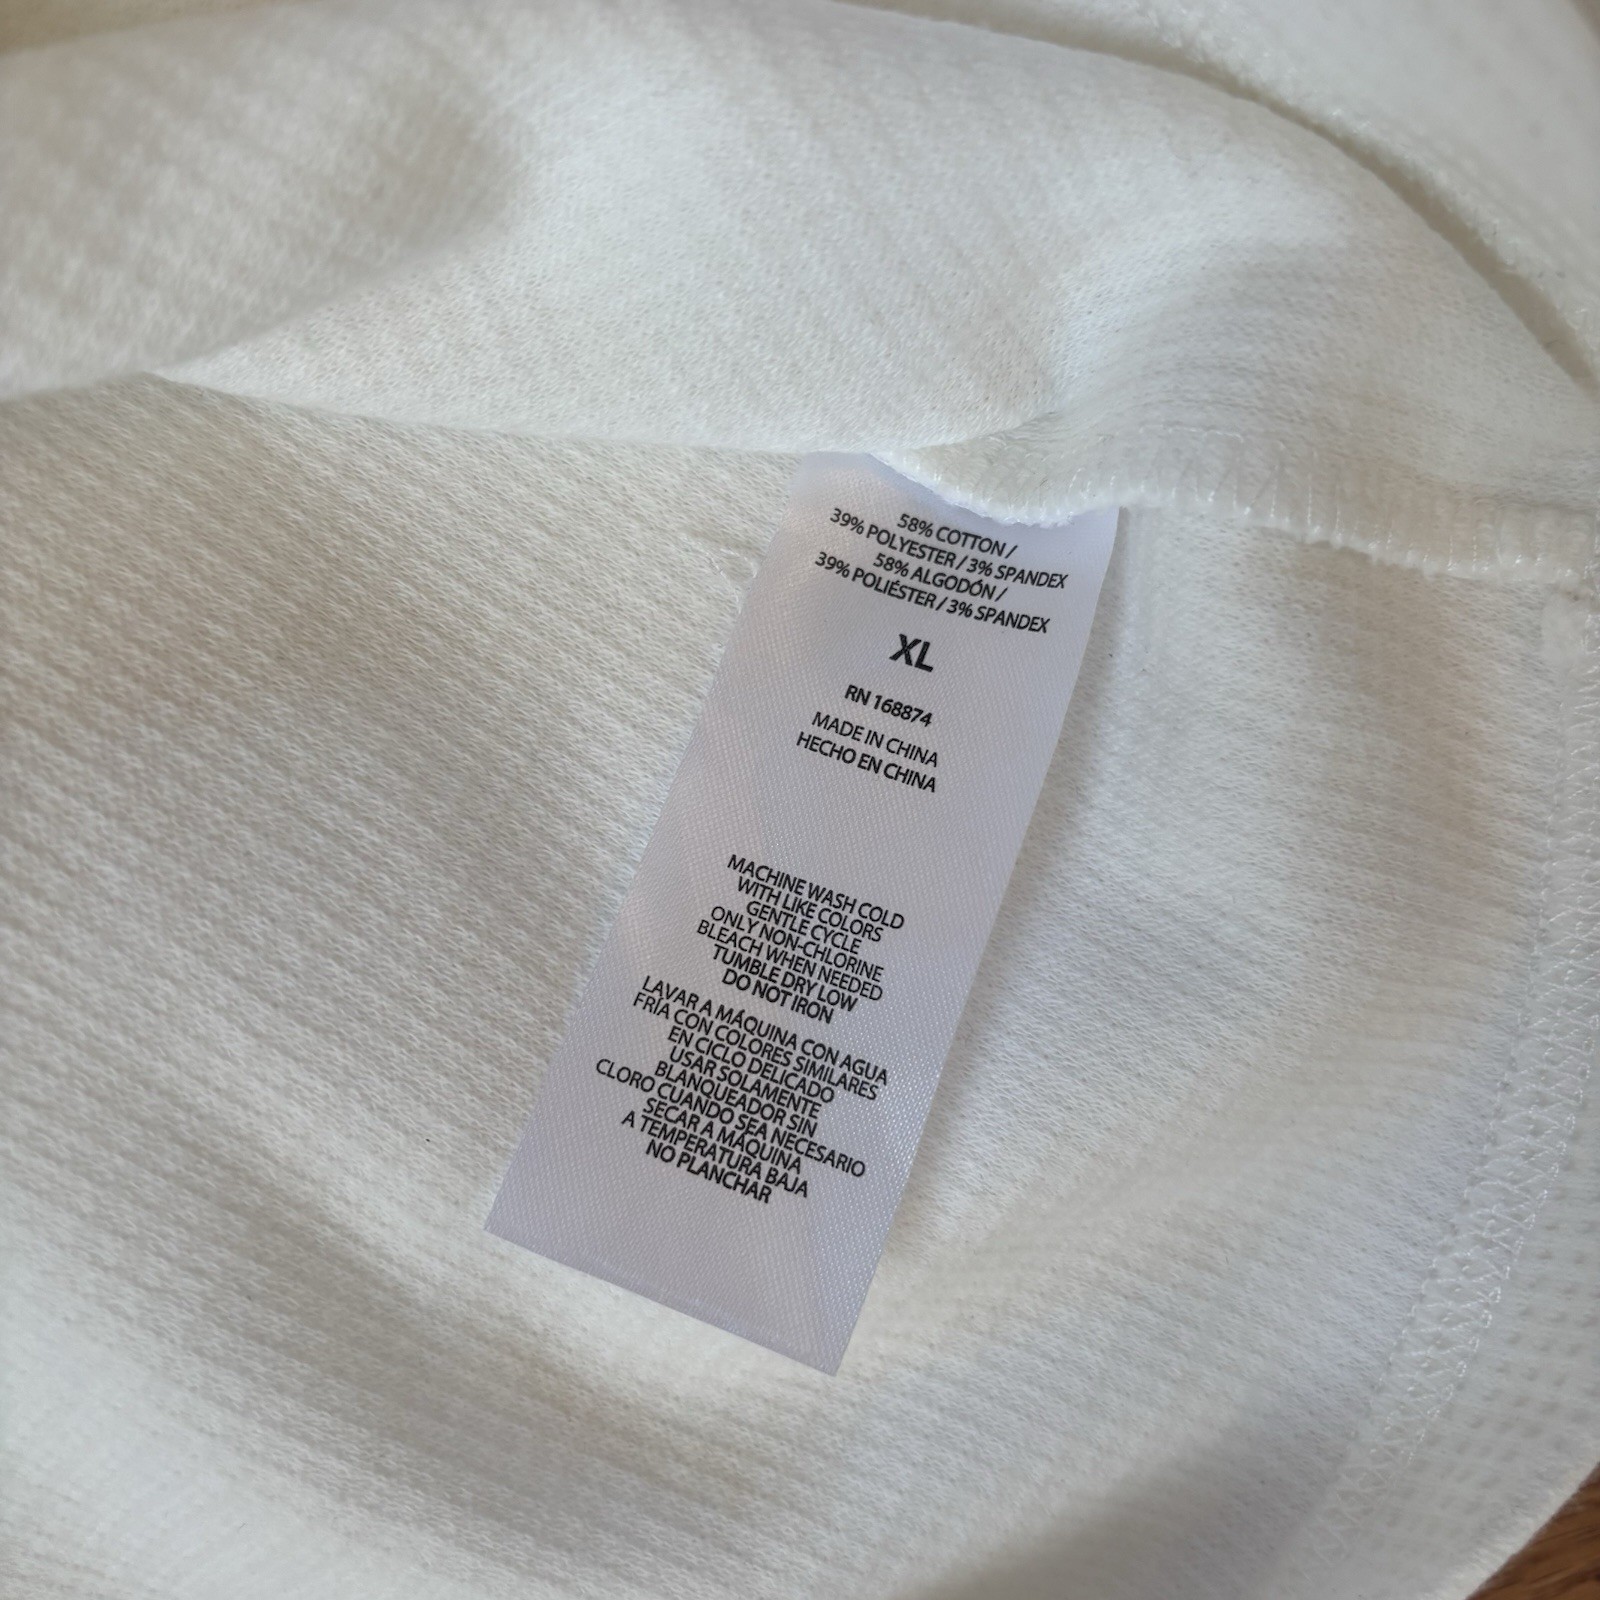 58% COTTON /
39% POLYESTER / 3% SPANDEX
58% ALGODÓN /
39% POLIÉSTER / 3% SPANDEX
XL
RN 168874
MADE IN CHINA
HECHO EN CHINA
MACHINE WASH COLD
WITH LIKE COLORS
GENTLE CYCLE
ONLY NON-CHLORINE
BLEACH WHEN NEEDED
TUMBLE DRY LOW
DO NOT IRON
LAVAR A MÁQUINA CON AGUA
FRÍA CON COLORES SIMILARES
EN CICLO DELICADO
USAR SOLAMENTE
BLANQUEADOR SIN
CLORO CUANDO SEA NECESARIO
SECAR A MÁQUINA
A TEMPERATURA BAJA
NO PLANCHAR